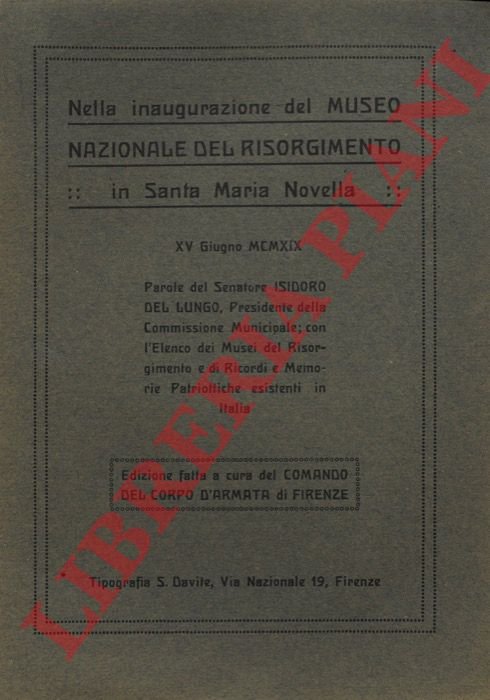 Nella inaugurazione del MUSEO
NAZIONALE DEL RISORGIMENTO
:: in Santa Maria Novella ::
XV Giugno MCMXIX
Parole del Senatore ISIDORO
DEL LUNGO, Presidente della
Commissione Municipale; con
l'Elenco dei Musei del Risor-
gimento e di Ricordi e Memo-
rie Patriottiche esistenti in
Italia
Edizione fatta a cura del COMANDO
DEL CORPO D'ARMATA di FIRENZE
Tipografia S. Davite, Via Nazionale 19, Firenze
LIBRERIA PIANI